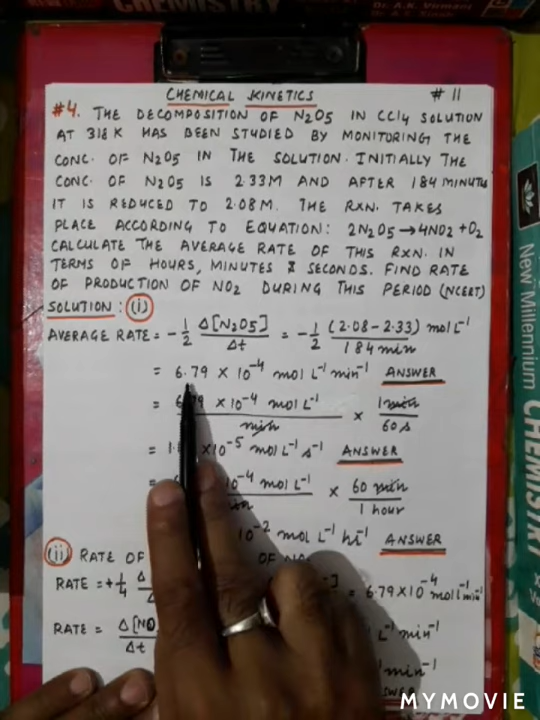 CHEMISTRY
Dr. A.K. Virmani
CHEMICAL KINETICS # 11
#4. THE DECOMPOSITION OF N2O5 IN CCl4 SOLUTION
AT 318K HAS BEEN STUDIED BY MONITORING THE
CONC. OF N2O5 IN THE SOLUTION. INITIALLY THE
CONC. OF N2O5 IS 2.33M AND AFTER 184 MINUTES
IT IS REDUCED TO 2.08M. THE RXN. TAKES
PLACE ACCORDING TO EQUATION: 2N2O5 → 4NO2 + O2
CALCULATE THE AVERAGE RATE OF THIS RXN. IN
TERMS OF HOURS, MINUTES & SECONDS. FIND RATE
OF PRODUCTION OF NO2 DURING THIS PERIOD (NCERT)
SOLUTION: (i)
AVERAGE RATE = -1/2 Δ[N2O5]/Δt = -1/2 (2.08-2.33) mol L⁻¹/184 min
= 6.79 × 10⁻⁴ mol L⁻¹ min⁻¹ ANSWER
× 10⁻⁴ mol L⁻¹/min × 1min/60 s
×10⁻⁵ mol L⁻¹ s⁻¹ ANSWER
10⁻⁴ mol L⁻¹ × 60 min/1 hour
10⁻² mol L⁻¹ hr⁻¹ ANSWER
(ii) RATE OF OF
RATE = +1/4 Δ = 6.79×10⁻⁴ mol L⁻¹ min⁻¹
RATE = Δ[NO /Δt L⁻¹ min⁻¹
min⁻¹
New Millennium
MYMOVIE